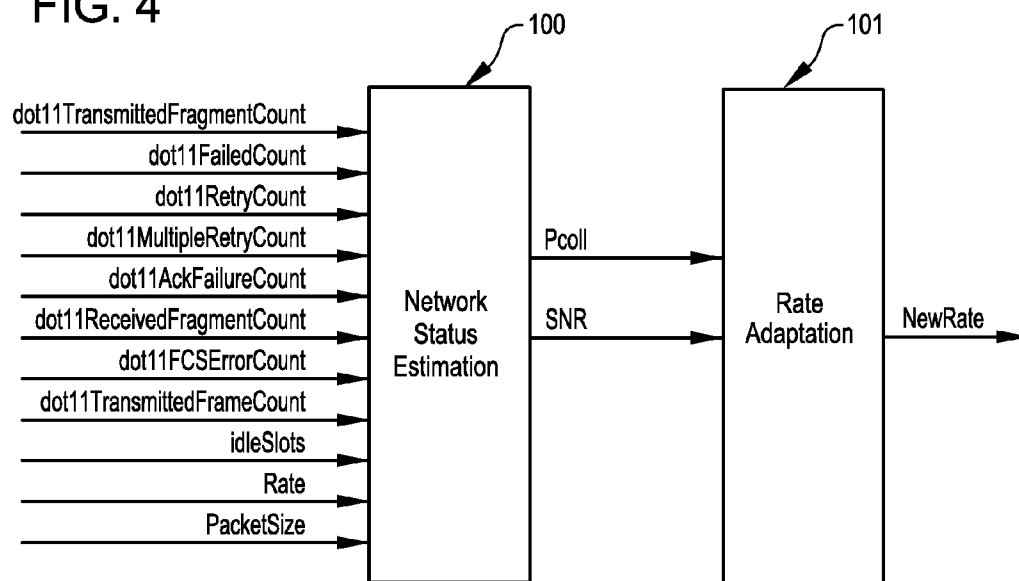 FIG. 4
100
101
dot11TransmittedFragmentCount
dot11FailedCount
dot11RetryCount
dot11MultipleRetryCount
dot11AckFailureCount
dot11ReceivedFragmentCount
dot11FCSErrorCount
dot11TransmittedFrameCount
idleSlots
Rate
PacketSize
Network
Status
Estimation
Pcoll
SNR
Rate
Adaptation
NewRate